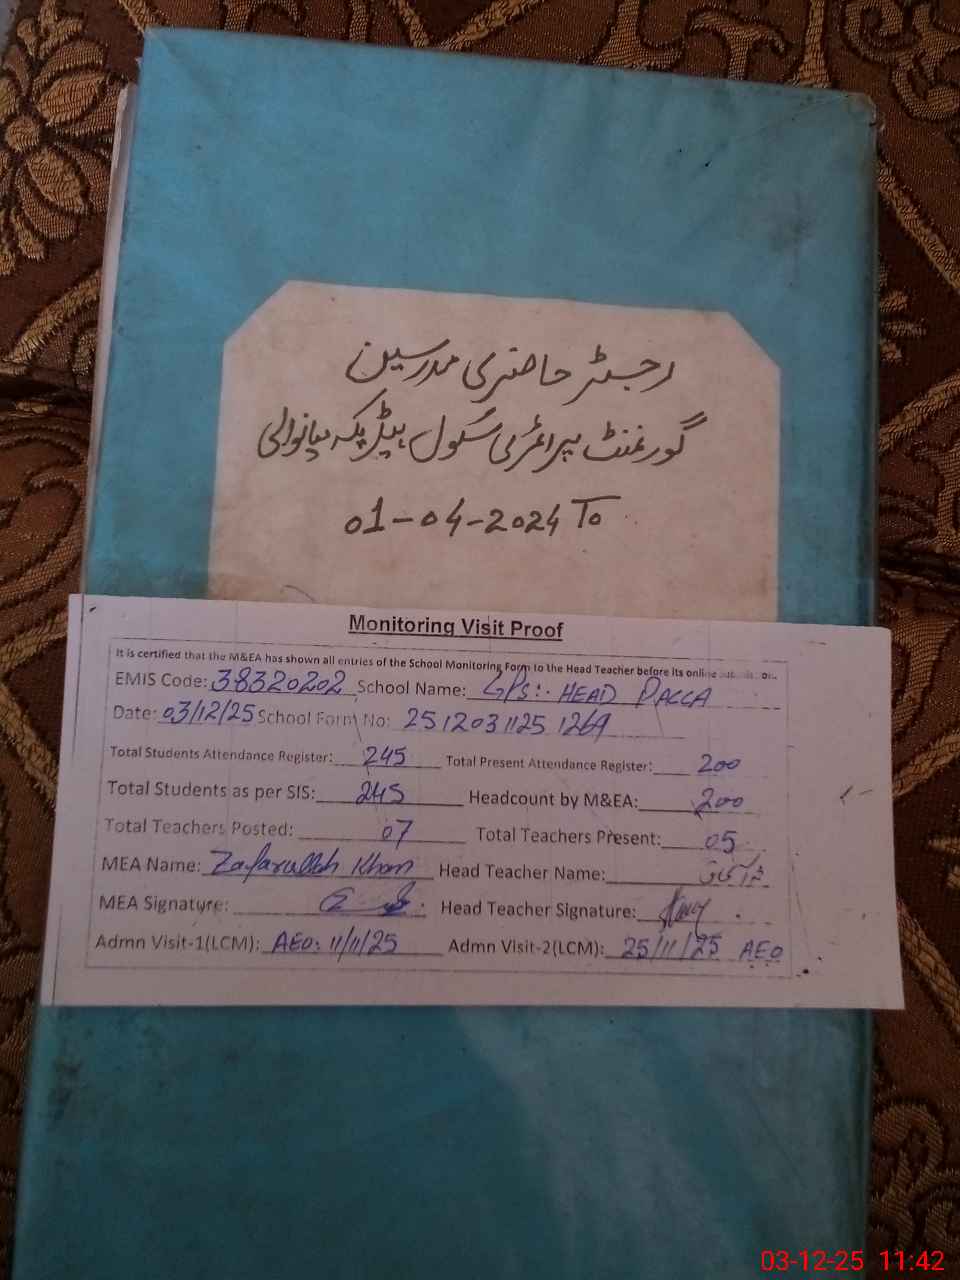 رجسٹر حاضری مدرسین
گورنمنٹ پرائمری سکول ہیڈ پکہ میانوالی
01-04-2024 To
Monitoring Visit Proof
It is certified that the M&EA has shown all entries of the School Monitoring Form to the Head Teacher before its online
EMIS Code: 38320202 School Name: GPS:- HEAD PACCA
Date: 03/12/25 School Form No: 25 12031125 1269
Total Students Attendance Register: 245 Total Present Attendance Register: 200
Total Students as per SIS: 245 Headcount by M&EA: 200
Total Teachers Posted: 07 Total Teachers Present: 05
MEA Name: Zafarullah Khan Head Teacher Name:
MEA Signature: Head Teacher Signature:
Admn Visit-1(LCM): AEO: 11/11/25 Admn Visit-2(LCM): 25/11/25 AEO
03-12-25 11:42